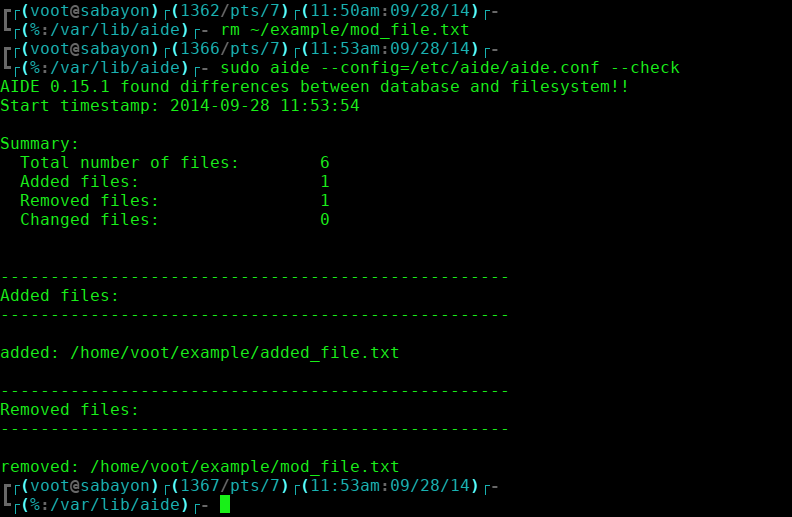 ╔┌(voot@sabayon)┌(1362/pts/7)┌(11:50am:09/28/14)┌-
└┌(%:/var/lib/aide)┌- rm ~/example/mod_file.txt
╔┌(voot@sabayon)┌(1366/pts/7)┌(11:53am:09/28/14)┌-
└┌(%:/var/lib/aide)┌- sudo aide --config=/etc/aide/aide.conf --check
AIDE 0.15.1 found differences between database and filesystem!!
Start timestamp: 2014-09-28 11:53:54
Summary:
  Total number of files:        6
  Added files:                  1
  Removed files:                1
  Changed files:                0
---------------------------------------------------
Added files:
---------------------------------------------------
added: /home/voot/example/added_file.txt
---------------------------------------------------
Removed files:
---------------------------------------------------
removed: /home/voot/example/mod_file.txt
╔┌(voot@sabayon)┌(1367/pts/7)┌(11:53am:09/28/14)┌-
└┌(%:/var/lib/aide)┌-